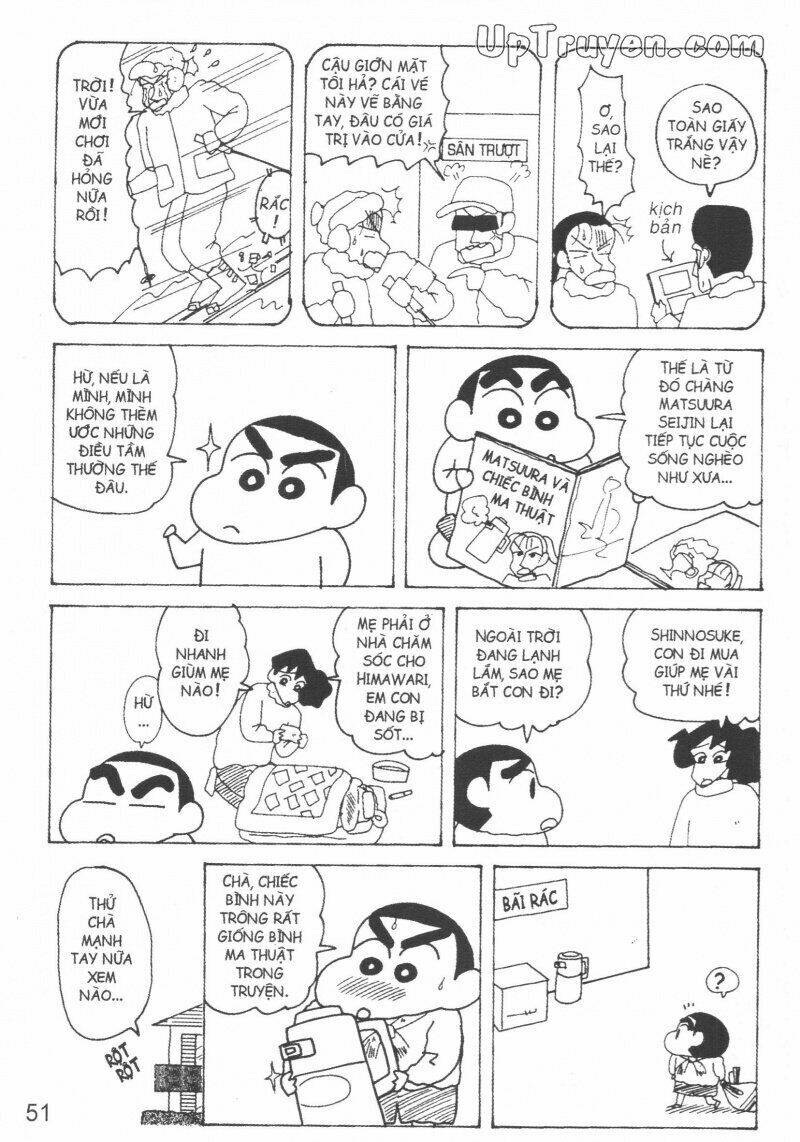 UpTruyen.com
SAO
TOÀN GIẤY
TRẮNG VẬY
NÈ?
kịch
bản
Ơ,
SAO
LẠI
THẾ?
CẬU GIỠN MẶT
TÔI HẢ? CÁI VÉ
NÀY VẼ BẰNG
TAY, ĐÂU CÓ GIÁ
TRỊ VÀO CỬA!
SÂN TRƯỢT
TRỜI!
VỪA
MỚI
CHƠI
ĐÃ
HỎNG
NỮA
RỒI!
RẮC
!
THẾ LÀ TỪ
ĐÓ CHÀNG
MATSUURA
SEIJIN LẠI
TIẾP TỤC CUỘC
SỐNG NGHÈO
NHƯ XƯA...
MATSUURA VÀ
CHIẾC BÌNH
MA THUẬT
HỪ, NẾU LÀ
MÌNH, MÌNH
KHÔNG THÈM
ƯỚC NHỮNG
ĐIỀU TẦM
THƯỜNG THẾ
ĐÂU.
SHINNOSUKE,
CON ĐI MUA
GIÚP MẸ VÀI
THỨ NHÉ!
NGOÀI TRỜI
ĐANG LẠNH
LẮM, SAO MẸ
BẮT CON ĐI?
MẸ PHẢI Ở
NHÀ CHĂM
SÓC CHO
HIMAWARI,
EM CON
ĐANG BỊ
SỐT...
ĐI
NHANH
GIÙM MẸ
NÀO!
HỪ
...
BÃI RÁC
?
CHÀ, CHIẾC
BÌNH NÀY
TRÔNG RẤT
GIỐNG BÌNH
MA THUẬT
TRONG
TRUYỆN.
THỬ
CHÀ
MẠNH
TAY NỮA
XEM
NÀO...
RỘT
RỘT
51